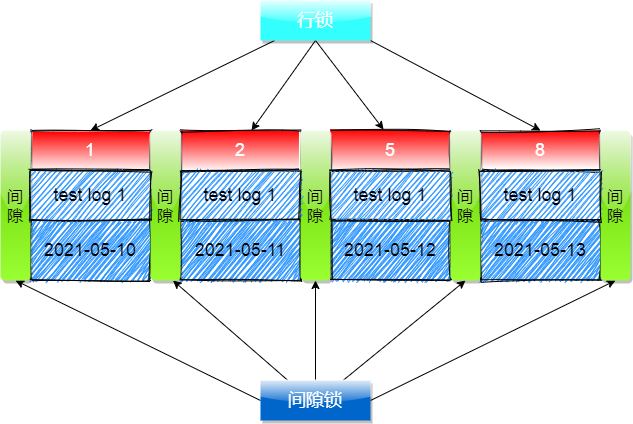 行锁
1 2 5 8
间隙 test log 1 间隙 test log 1 间隙 test log 1 间隙 test log 1 间隙
2021-05-10 2021-05-11 2021-05-12 2021-05-13
间隙锁